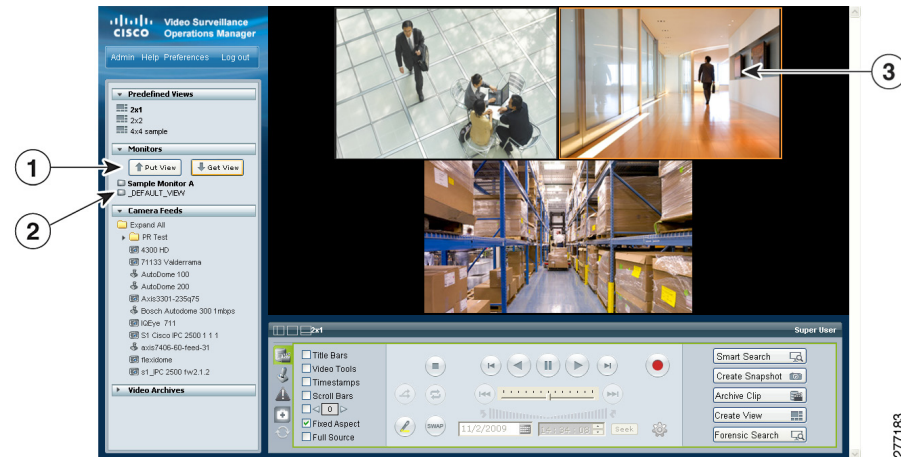 CISCO
Video Surveillance
Operations Manager
Admin Help Preferences Log out
Predefined Views
2x1
2x2
4x4 sample
Monitors
1
Put View
Get View
Sample Monitor A
_DEFAULT_VIEW
2
3
Camera Feeds
Expand All
PR Test
4300 HD
71133 Valderrama
AutoDome 100
AutoDome 200
Axis3301-235q75
Bosch Autodome 300 1mbps
IQEye 711
S1 Cisco IPC 2500 1 1 1
axis7406-60-feed-31
flexidome
s1_IPC 2500 fw2.1.2
Video Archives
2x1
Super User
Title Bars
Video Tools
Timestamps
Scroll Bars
0
Fixed Aspect
Full Source
SWAP
11/2/2009
Seek
Smart Search
Create Snapshot
Archive Clip
Create View
Forensic Search
277183